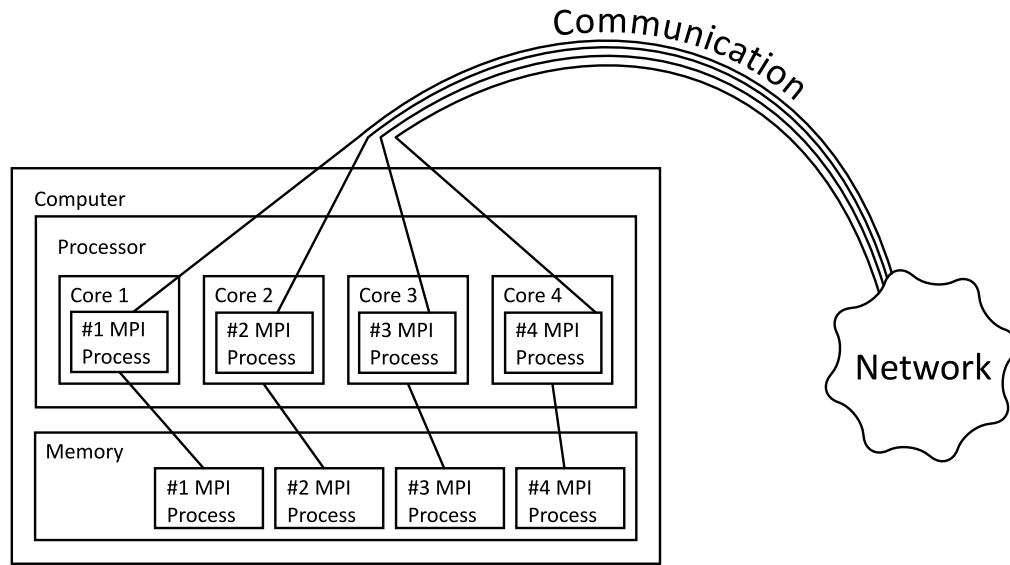 Communication
Computer
Processor
Core 1
Core 2
Core 3
Core 4
#1 MPI
Process
#2 MPI
Process
#3 MPI
Process
#4 MPI
Process
Network
Memory
#1 MPI
Process
#2 MPI
Process
#3 MPI
Process
#4 MPI
Process